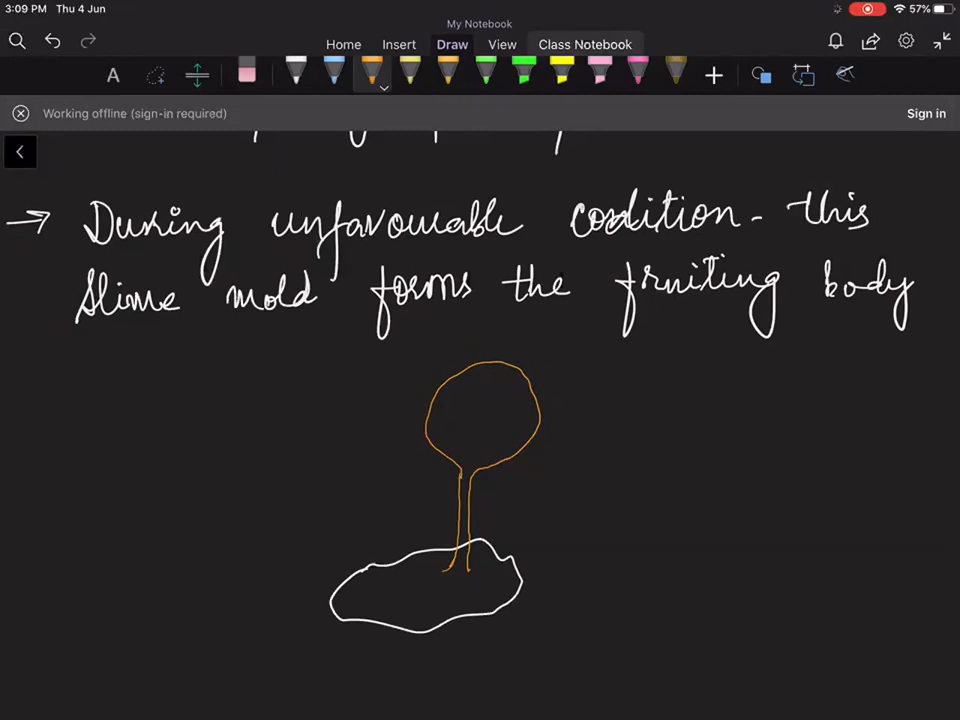 3:09 PM Thu 4 Jun
57%
My Notebook
Home Insert Draw View Class Notebook
A
Working offline (sign-in required)
Sign in
→ During unfavourable condition - this
slime mold forms the fruiting body